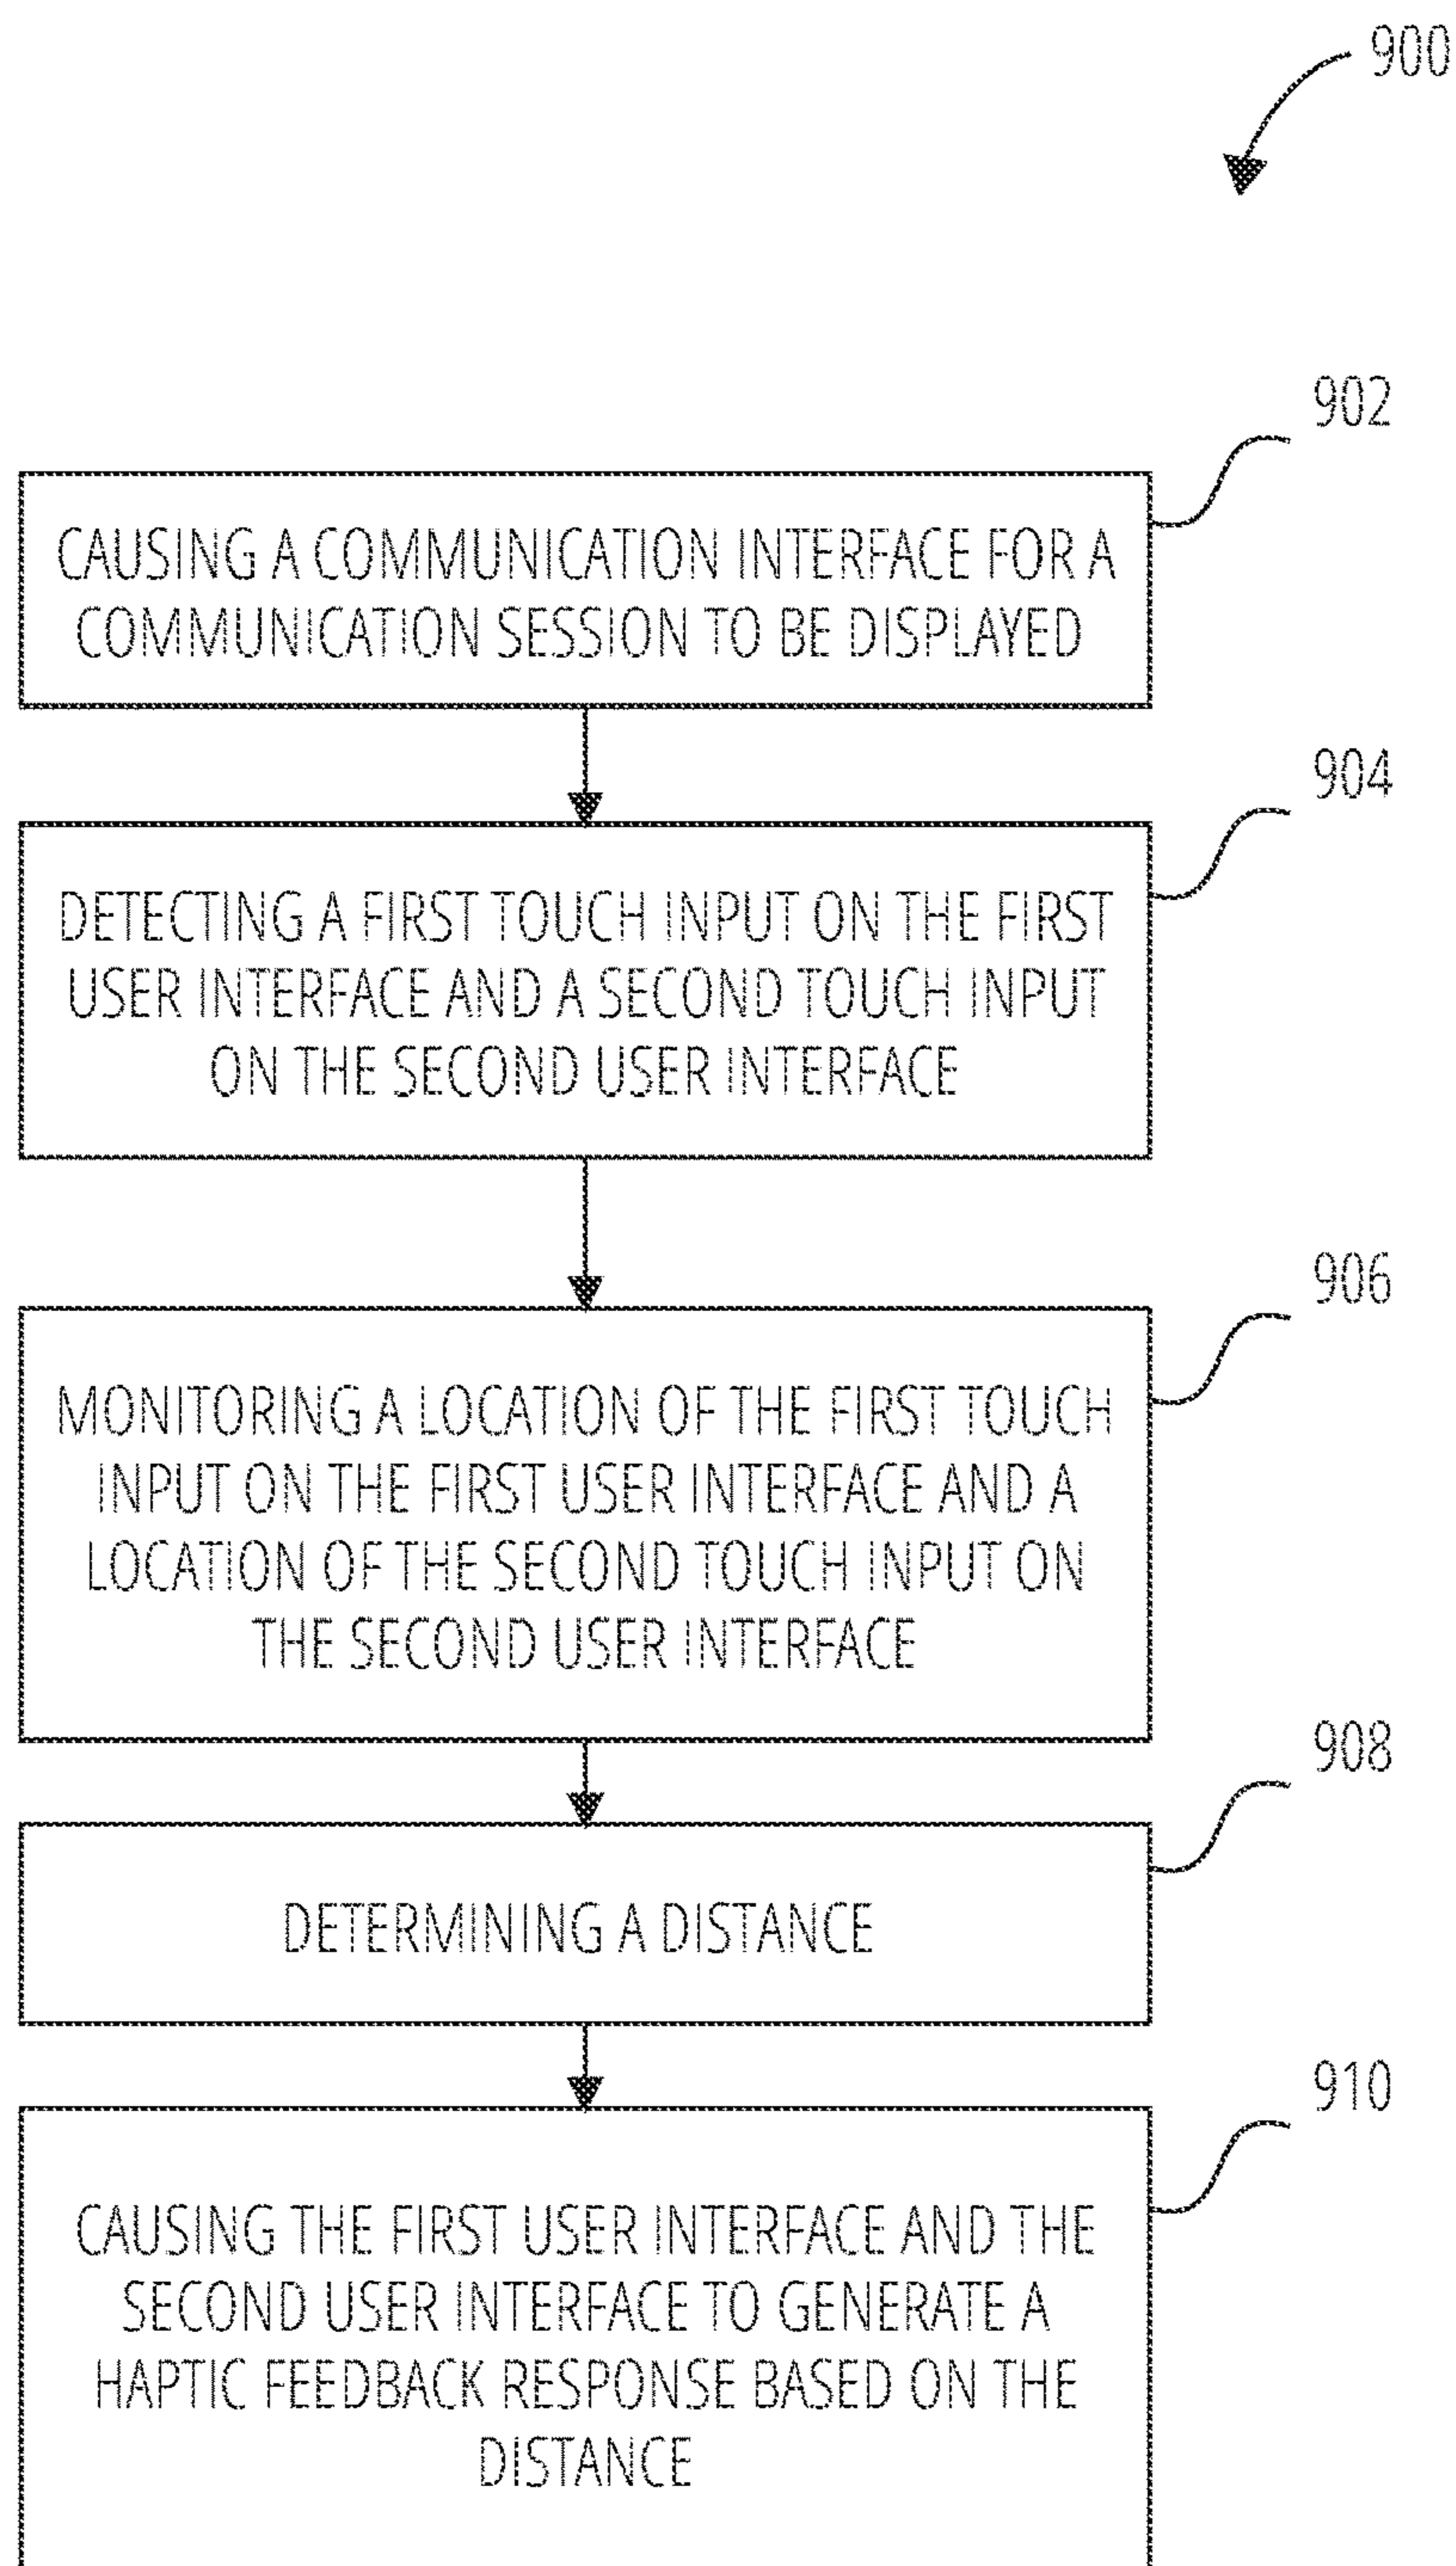 900
902
CAUSING A COMMUNICATION INTERFACE FOR A
COMMUNICATION SESSION TO BE DISPLAYED
904
DETECTING A FIRST TOUCH INPUT ON THE FIRST
USER INTERFACE AND A SECOND TOUCH INPUT
ON THE SECOND USER INTERFACE
906
MONITORING A LOCATION OF THE FIRST TOUCH
INPUT ON THE FIRST USER INTERFACE AND A
LOCATION OF THE SECOND TOUCH INPUT ON
THE SECOND USER INTERFACE
908
DETERMINING A DISTANCE
910
CAUSING THE FIRST USER INTERFACE AND THE
SECOND USER INTERFACE TO GENERATE A
HAPTIC FEEDBACK RESPONSE BASED ON THE
DISTANCE